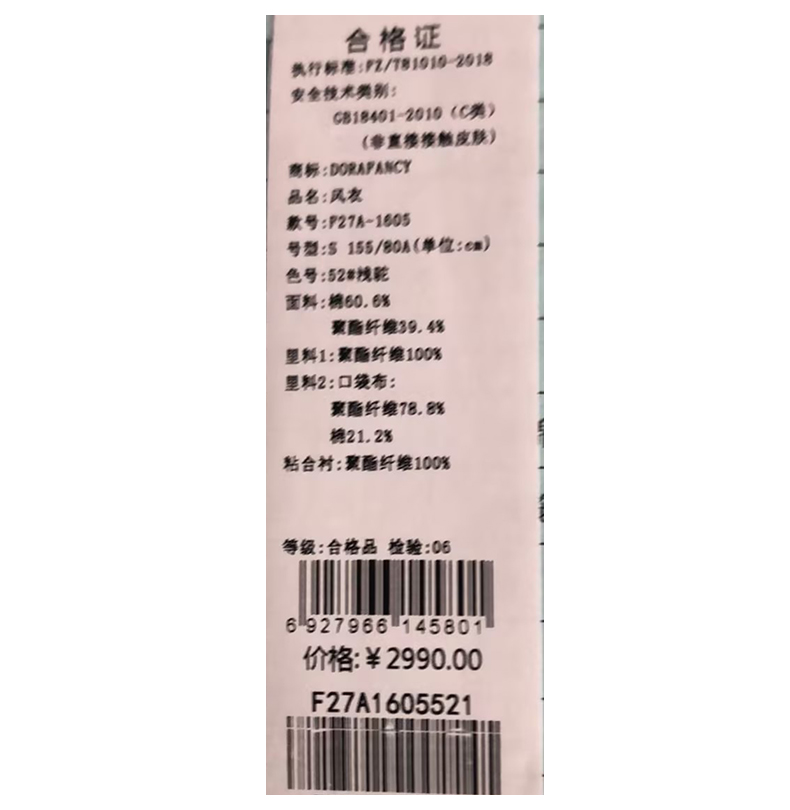 合格证
执行标准:FZ/T81010-2018
安全技术类别:
GB18401-2010（C类）
(非直接接触皮肤)
商标:DORAFANCY
品名:风衣
款号:F27A-1605
号型:S 155/80A(单位:cm)
色号:52#浅驼
面料:棉60.6%
聚酯纤维39.4%
里料1:聚酯纤维100%
里料2:口袋布:
聚酯纤维78.8%
棉21.2%
粘合衬:聚酯纤维100%
等级:合格品 检验:06
6 927966 145801
价格:¥2990.00
F27A1605521